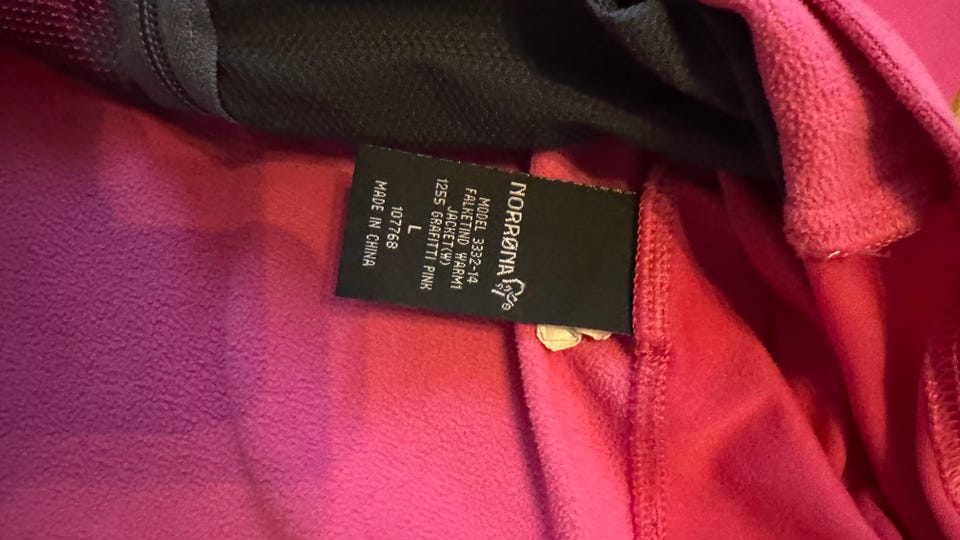 NORRØNA
MODEL 3332-14
FALKETIND WARM1
JACKET(W)
1255 GRAFITTI PINK
L
107768
MADE IN CHINA